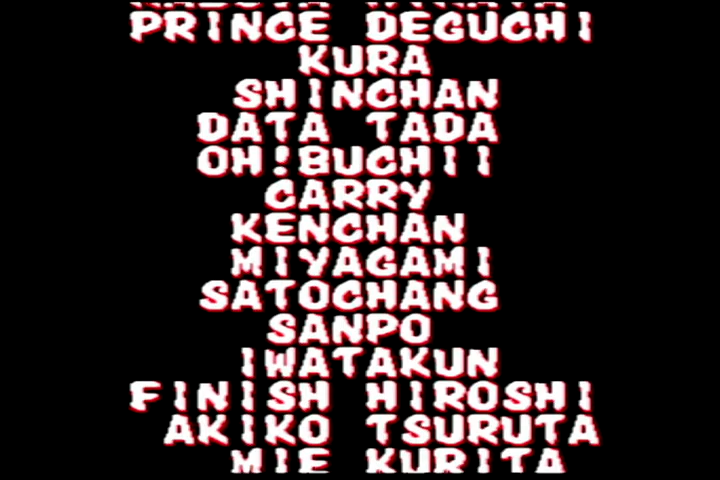 PRINCE DEGUCHI
KURA
SHINCHAN
DATA TADA
OH!BUCHII
CARRY
KENCHAN
MIYAGAMI
SATOCHANG
SANPO
IWATAKUN
FINISH HIROSHI
AKIKO TSURUTA
MIE KURITA